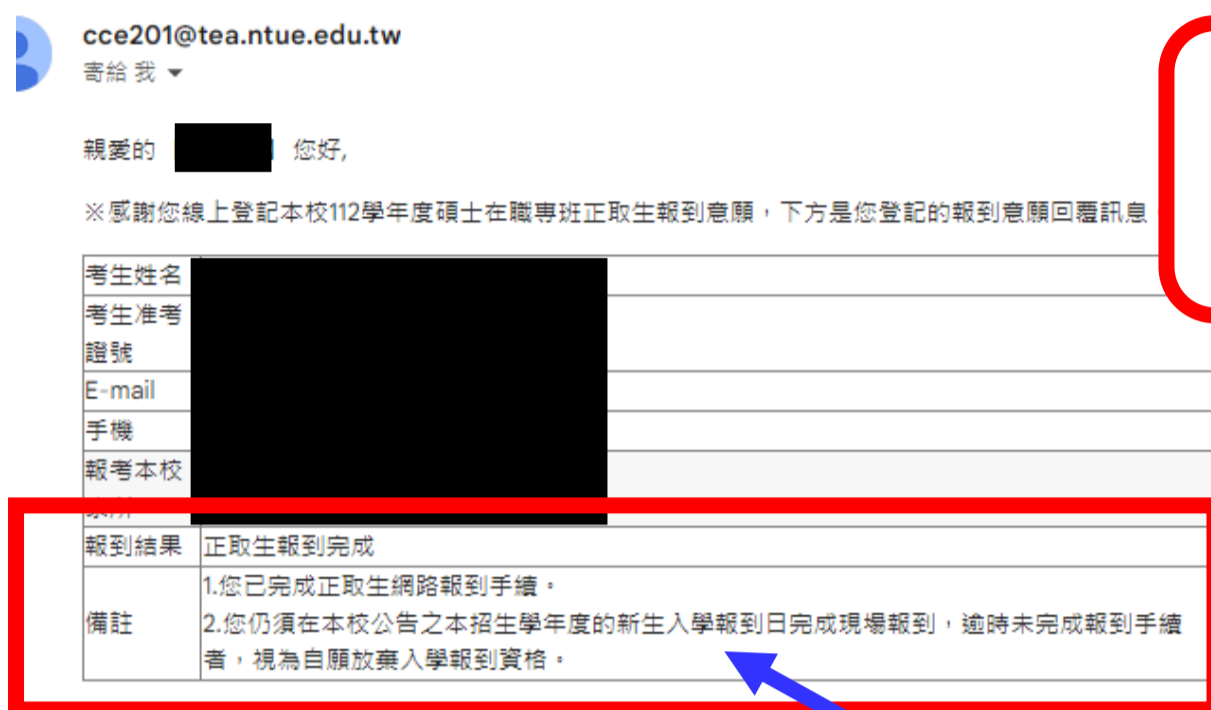 cce201@tea.ntue.edu.tw
寄給 我
親愛的 您好,
※感謝您線上登記本校112學年度碩士在職專班正取生報到意願，下方是您登記的報到意願回覆訊息。
考生姓名
考生准考
證號
E-mail
手機
報考本校
報到結果 正取生報到完成
1.您已完成正取生網路報到手續。
備註 2.您仍須在本校公告之本招生學年度的新生入學報到日完成現場報到，逾時未完成報到手續
者，視為自願放棄入學報到資格。